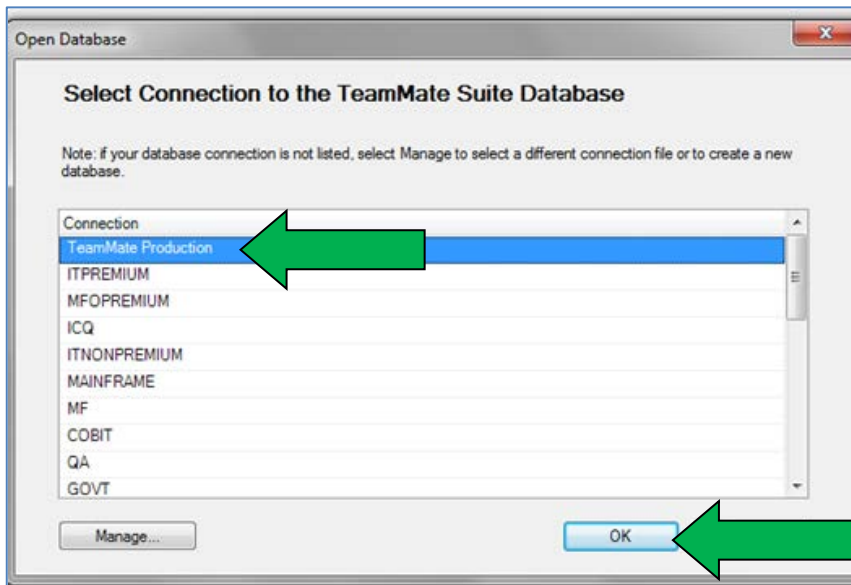 Open Database
Select Connection to the TeamMate Suite Database
Note: if your database connection is not listed, select Manage to select a different connection file or to create a new
database.
Connection
TeamMate Production
ITPREMIUM
MFOPREMIUM
ICQ
ITNONPREMIUM
MAINFRAME
MF
COBIT
QA
GOVT
Manage...
OK